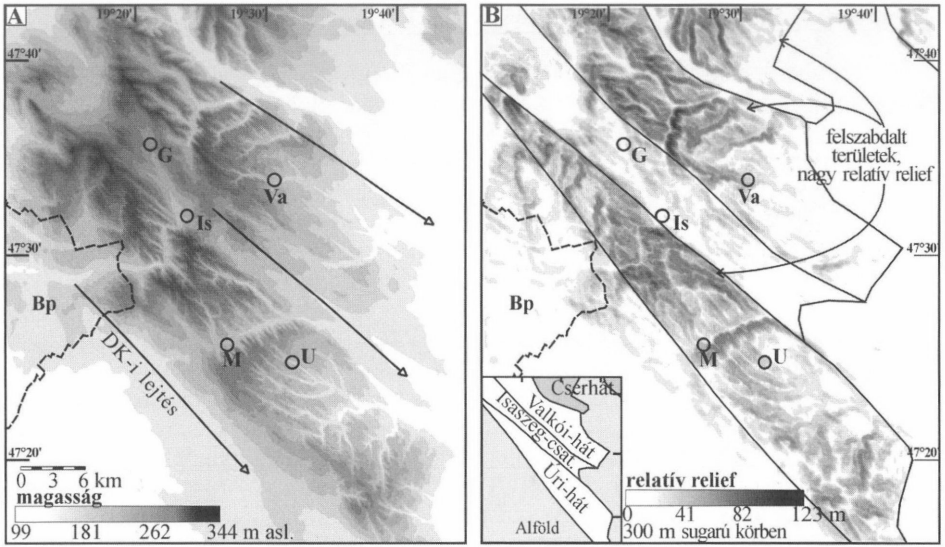 A
19°20'
19°30'
19°40'
47°40'
47°30'
47°20'
G
Va
Is
Bp
M
U
DK-i lejtés
0 3 6 km
magasság
99 181 262 344 m asl.
B
19°20'
19°30'
19°40'
47°40'
47°30'
47°20'
felszabdalt
területek,
nagy relatív relief
G
Va
Is
Bp
M
U
Cserhát
Valkói-hát
Isaszeg-csat.
Úri-hát
Alföld
relatív relief
0 41 82 123 m
300 m sugarú körben